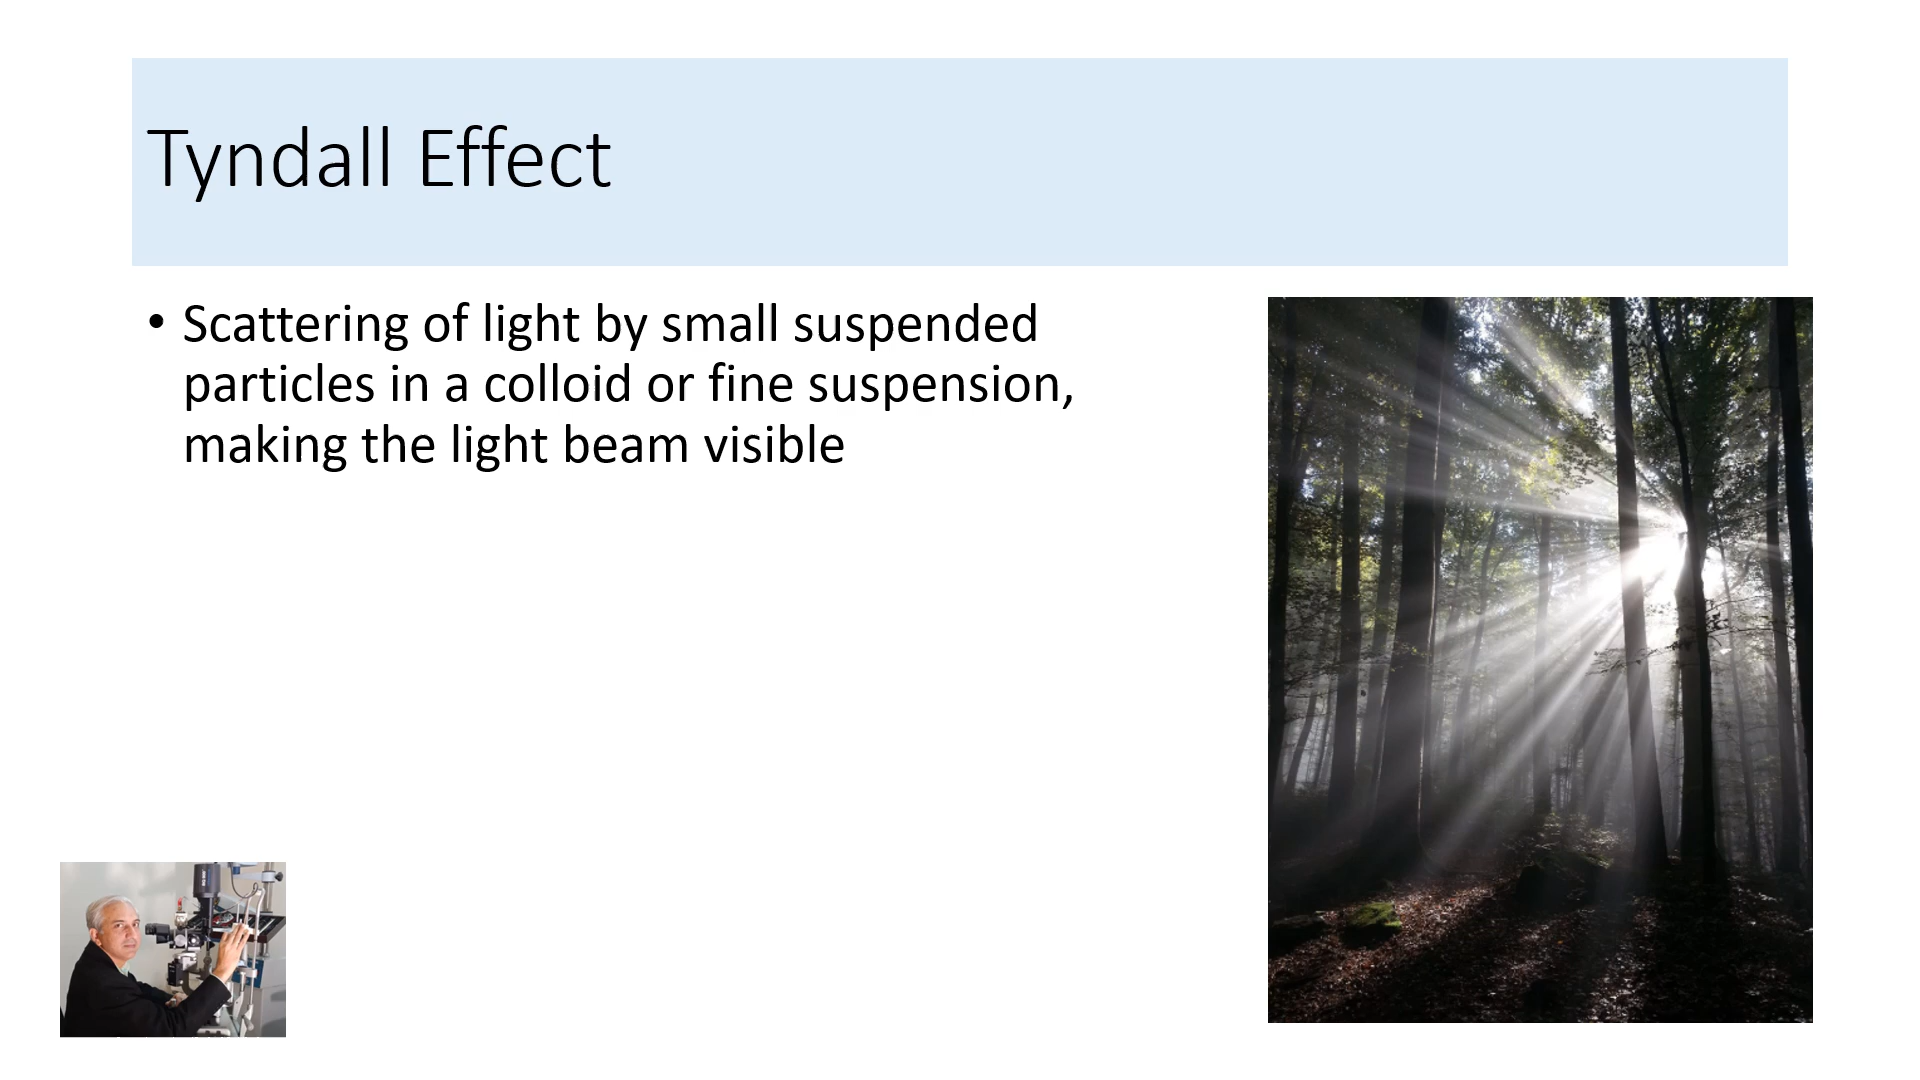 Tyndall Effect
• Scattering of light by small suspended
particles in a colloid or fine suspension,
making the light beam visible